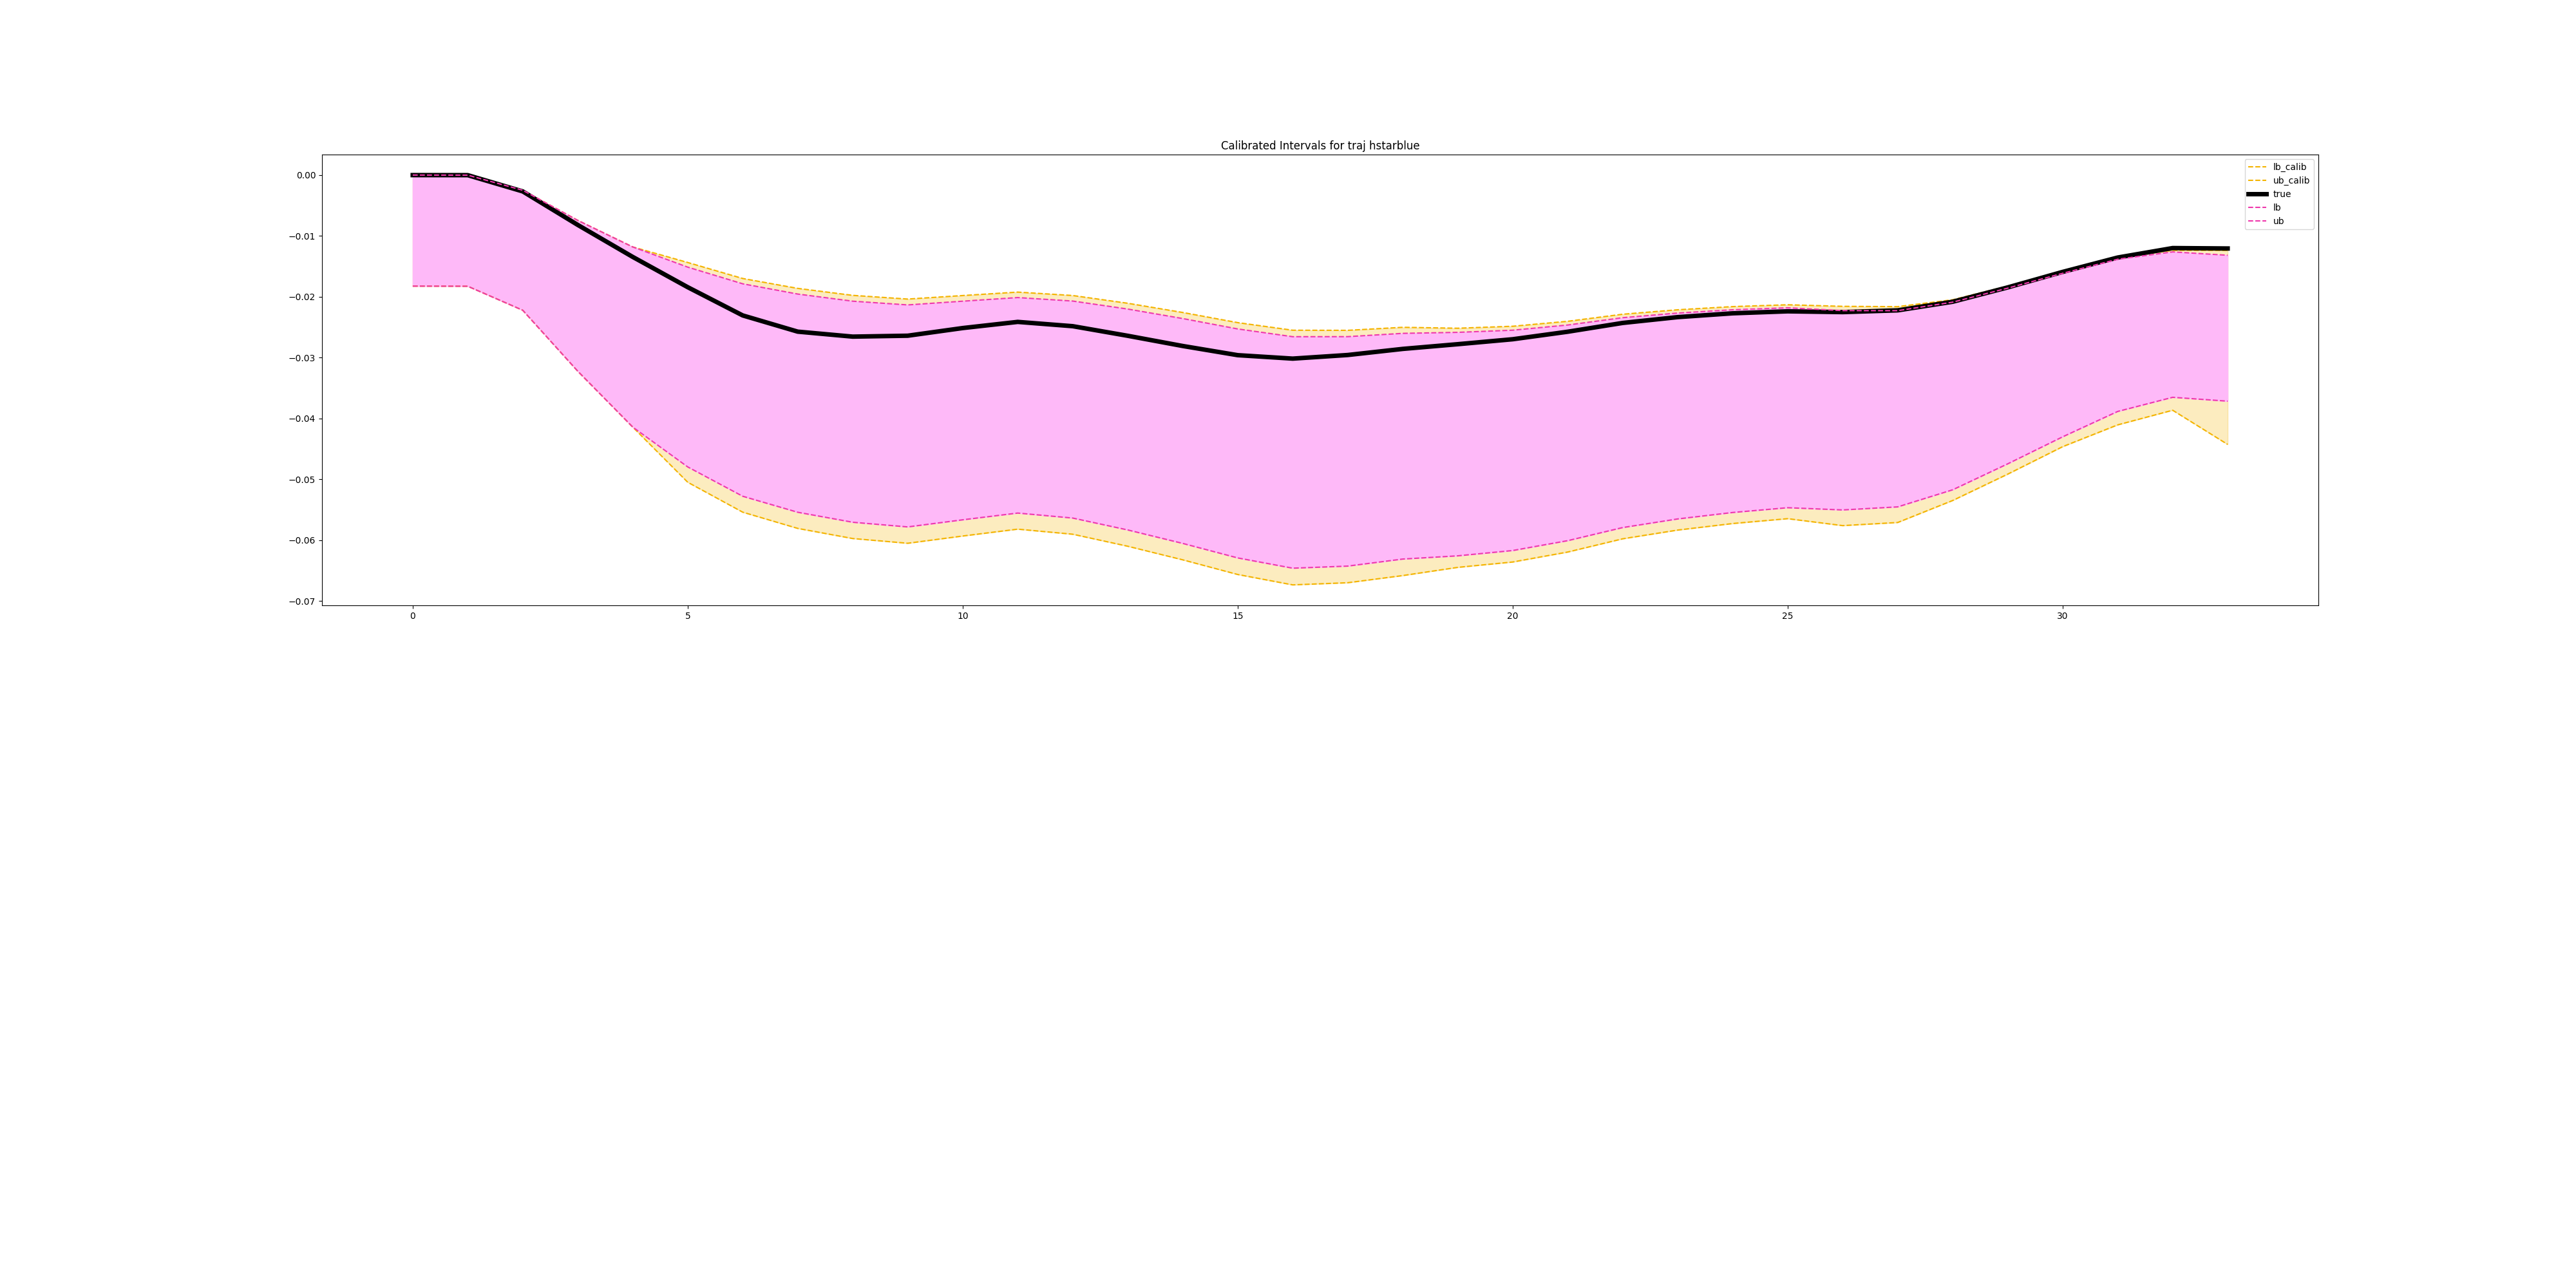 Calibrated Intervals for traj hstarblue
0.00
−0.01
−0.02
−0.03
−0.04
−0.05
−0.06
−0.07
0 5 10 15 20 25 30
lb_calib
ub_calib
true
lb
ub